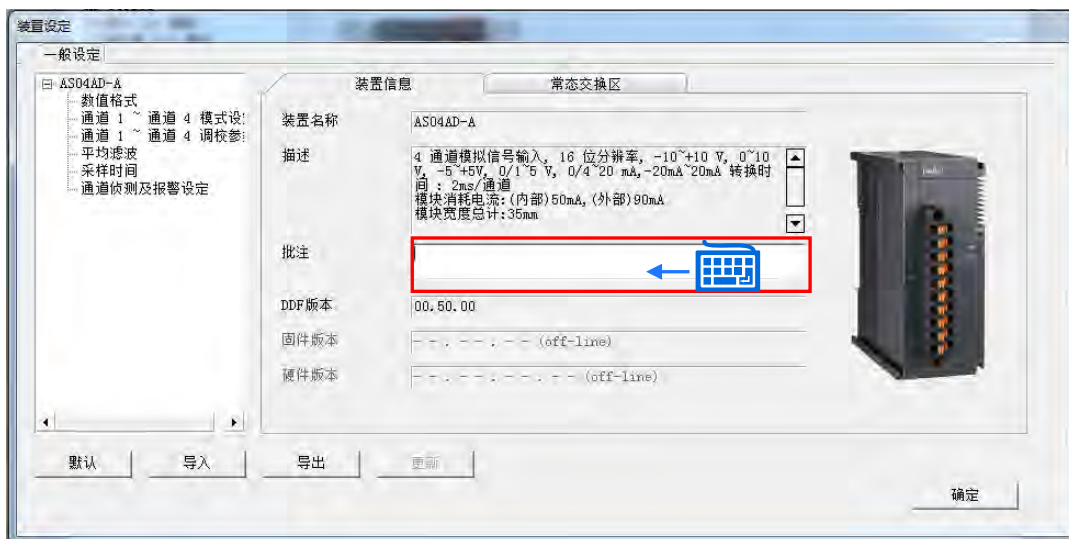 装置设定
一般设定
AS04AD-A
数值格式
通道 1 ~ 通道 4 模式设
通道 1 ~ 通道 4 调校参
平均滤波
采样时间
通道侦测及报警设定
装置信息
常态交换区
装置名称
AS04AD-A
描述
4 通道模拟信号输入, 16 位分辨率, -10~+10 V, 0~10
V, -5~+5V, 0/1~5 V, 0/4~20 mA,-20mA~20mA 转换时
间 : 2ms/通道
模块消耗电流:(内部)50mA,(外部)90mA
模块宽度总计:35mm
批注
DDF版本
00.50.00
固件版本
--.--.-- (off-line)
硬件版本
--.--.--.-- (off-line)
默认
导入
导出
更新
确定